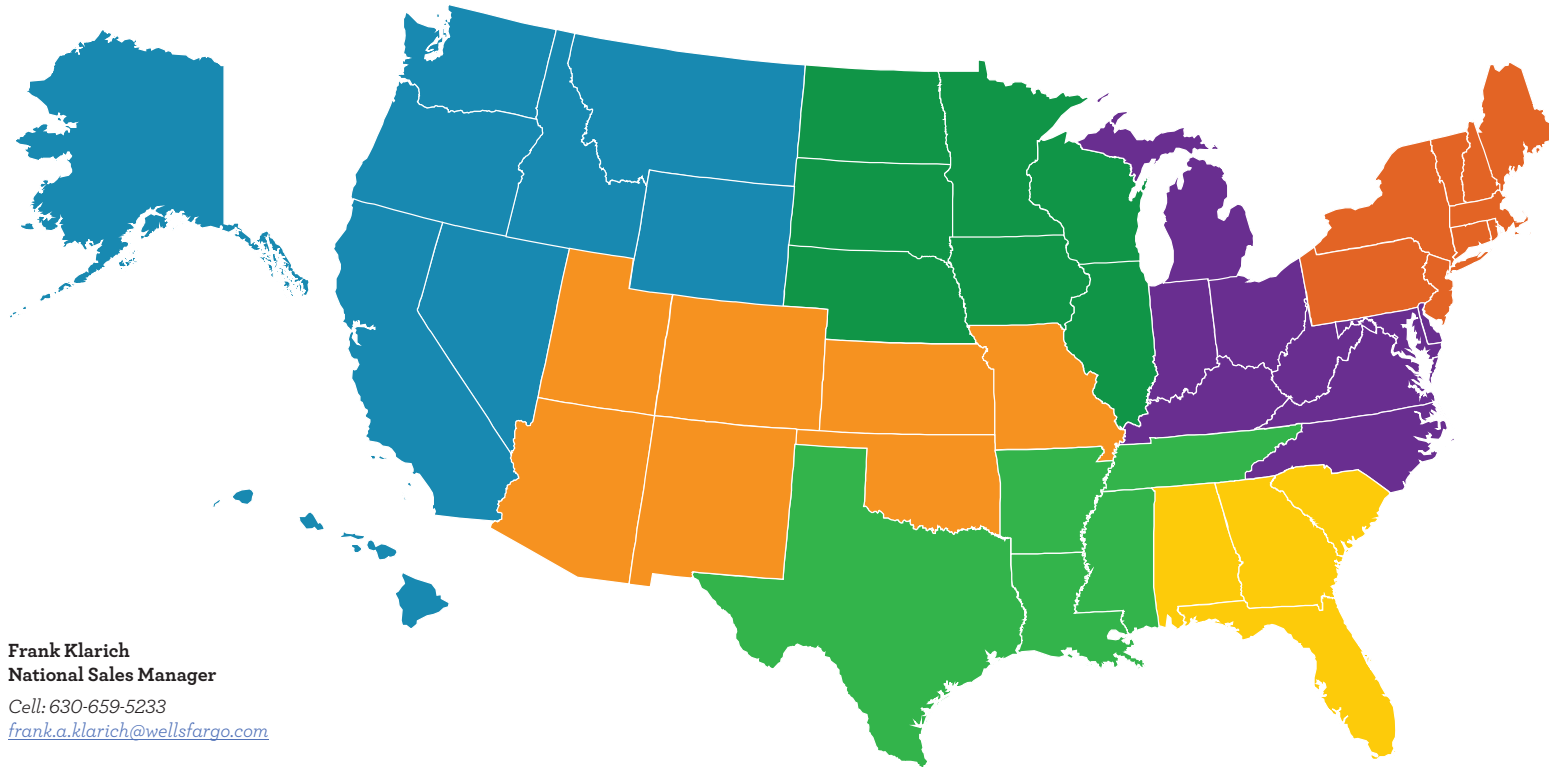 Frank Klarich
National Sales Manager
Cell: 630-659-5233
frank.a.klarich@wellsfargo.com